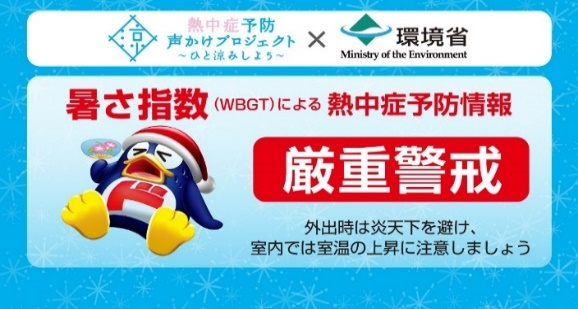 熱中症予防
声かけプロジェクト
～ひと涼みしよう～
×
環境省
Ministry of the Environment
暑さ指数(WBGT)による 熱中症予防情報
厳重警戒
ド
外出時は炎天下を避け、
室内では室温の上昇に注意しましょう